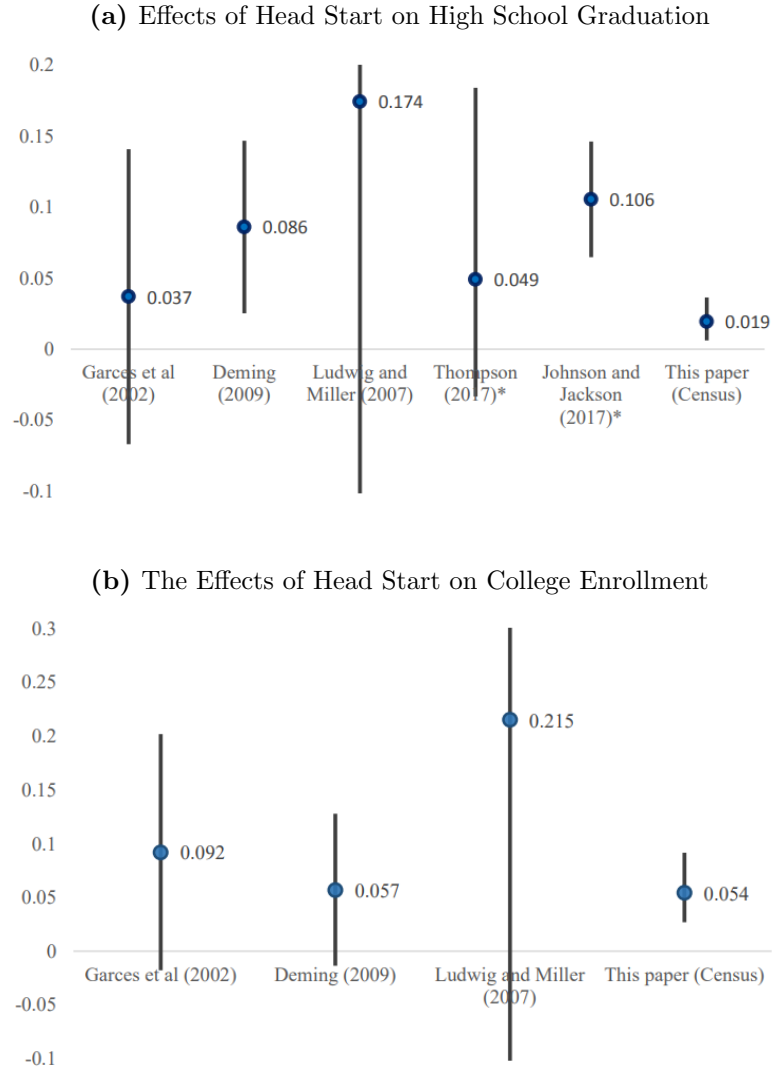 (a) Effects of Head Start on High School Graduation
0.2
0.15
0.174
0.1
0.106
0.086
0.05
0.049
0.037
0.019
0
Garces et al
(2002)
Deming
(2009)
Ludwig and
Miller (2007)
Thompson
(2017)*
Johnson and
Jackson
(2017)*
This paper
(Census)
-0.05
-0.1
(b) The Effects of Head Start on College Enrollment
0.3
0.25
0.2
0.215
0.15
0.1
0.092
0.05
0.057
0.054
0
Garces et al (2002)
Deming (2009)
Ludwig and Miller
(2007)
This paper (Census)
-0.05
-0.1